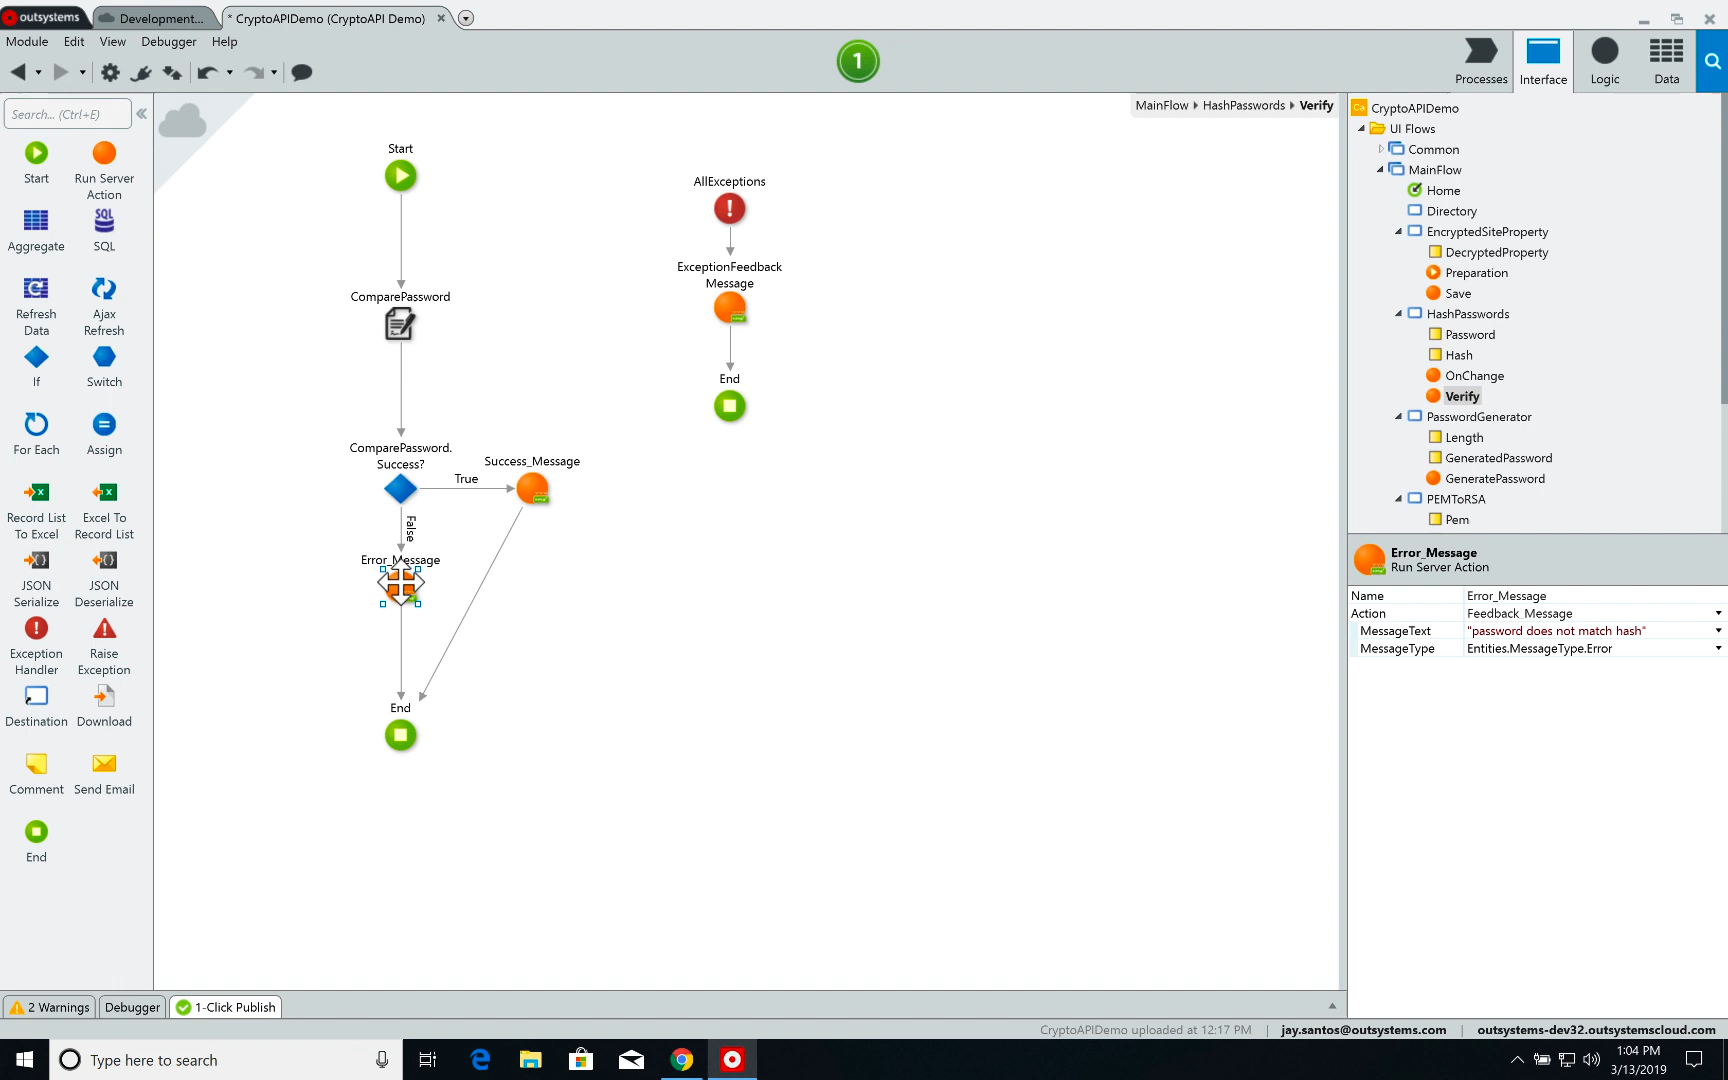 outsystems
Development...
* CryptoAPIDemo (CryptoAPI Demo)
Module
Edit
View
Debugger
Help
1
Processes
Interface
Logic
Data
Search... (Ctrl+E)
Start
Run Server
Action
Aggregate
SQL
SQL
Refresh
Data
Ajax
Refresh
If
Switch
For Each
Assign
Record List
To Excel
Excel To
Record List
JSON
Serialize
JSON
Deserialize
Exception
Handler
Raise
Exception
Destination
Download
Comment
Send Email
End
MainFlow
HashPasswords
Verify
Start
ComparePassword
ComparePassword.
Success?
True
False
Success_Message
Error_Message
End
AllExceptions
ExceptionFeedback
Message
End
CryptoAPIDemo
UI Flows
Common
MainFlow
Home
Directory
EncryptedSiteProperty
DecryptedProperty
Preparation
Save
HashPasswords
Password
Hash
OnChange
Verify
PasswordGenerator
Length
GeneratedPassword
GeneratePassword
PEMToRSA
Pem
Error_Message
Run Server Action
Name
Error_Message
Action
Feedback_Message
MessageText
"password does not match hash"
MessageType
Entities.MessageType.Error
2 Warnings
Debugger
1-Click Publish
CryptoAPIDemo uploaded at 12:17 PM
jay.santos@outsystems.com
outsystems-dev32.outsystemscloud.com
Type here to search
1:04 PM
3/13/2019